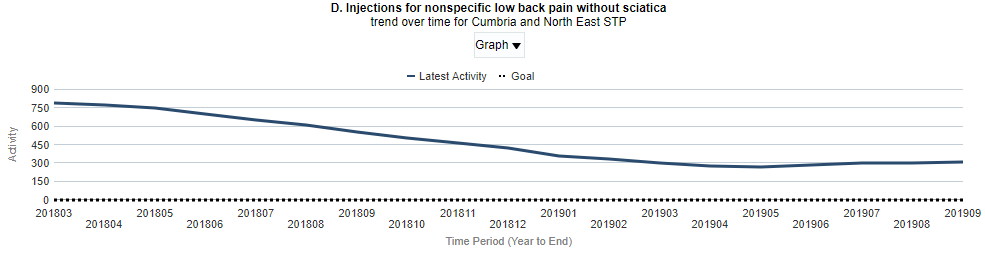 D. Injections for nonspecific low back pain without sciatica
trend over time for Cumbria and North East STP
Graph
Latest Activity Goal
900
750
600
450
300
150
0
Activity
201803 201805 201807 201809 201811 201901 201903 201905 201907 201909
201804 201806 201808 201810 201812 201902 201904 201906 201908
Time Period (Year to End)